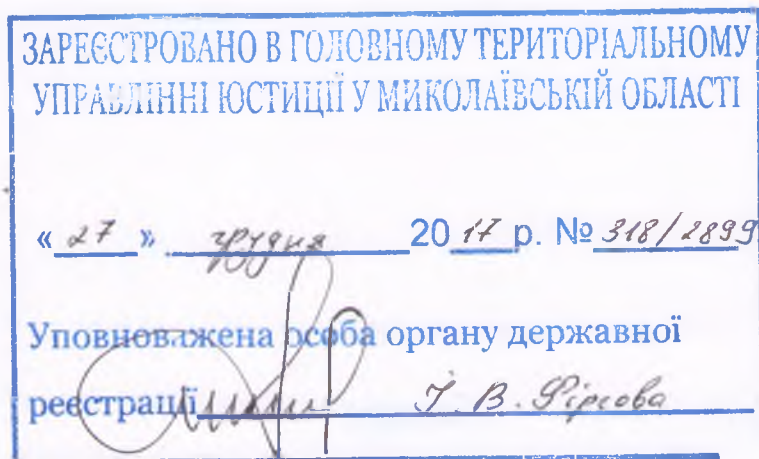 ЗАРЕЄСТРОВАНО В ГОЛОВНОМУ ТЕРИТОРІАЛЬНОМУ
УПРАВЛІННІ ЮСТИЦІЇ У МИКОЛАЇВСЬКІЙ ОБЛАСТІ
« 27 » грудня 20 17 р. № 318/2899
Уповноважена особа органу державної
реєстрації І. В. Фірсова